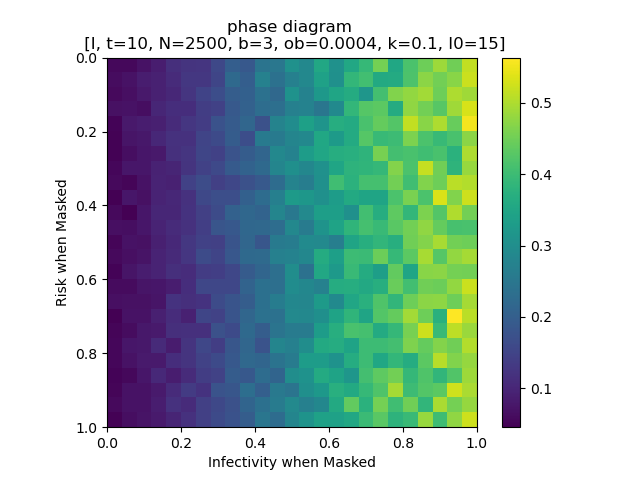 phase diagram
[I, t=10, N=2500, b=3, ob=0.0004, k=0.1, I0=15]
0.0
0.2
0.4
0.6
0.8
1.0
Risk when Masked
0.0 0.2 0.4 0.6 0.8 1.0
Infectivity when Masked
0.5
0.4
0.3
0.2
0.1